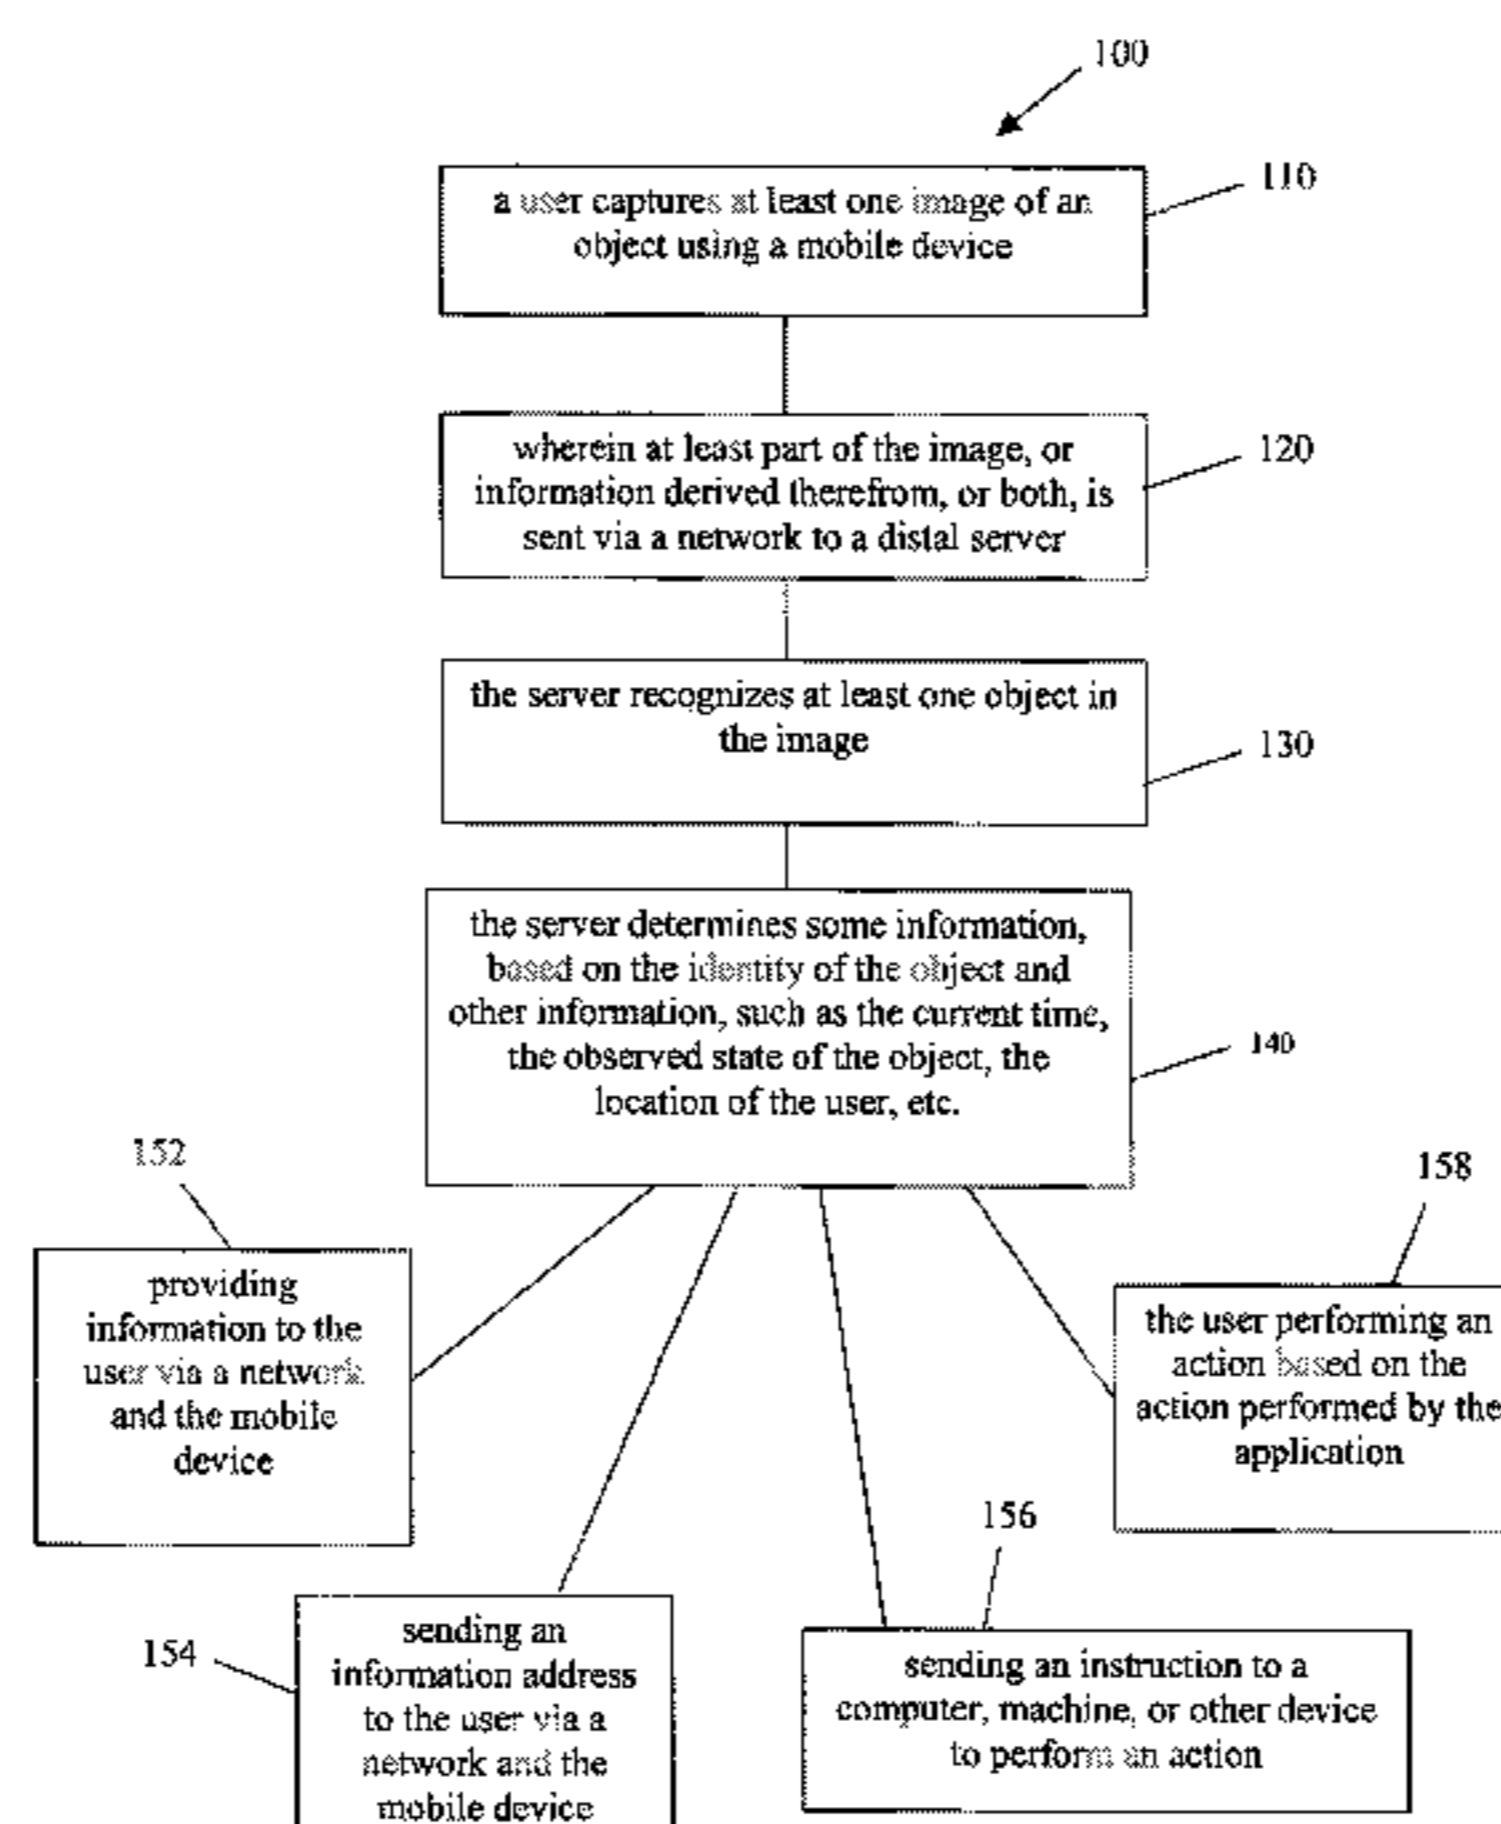 100
a user captures at least one image of an
object using a mobile device
110
wherein at least part of the image, or
information derived therefrom, or both, is
sent via a network to a distal server
120
the server recognizes at least one object in
the image
130
the server determines some information,
based on the identity of the object and
other information, such as the current time,
the observed state of the object, the
location of the user, etc.
140
152
providing
information to the
user via a network
and the mobile
device
158
the user performing an
action based on the
action performed by the
application
154
sending an
information address
to the user via a
network and the
mobile device
156
sending an instruction to a
computer, machine, or other device
to perform an action